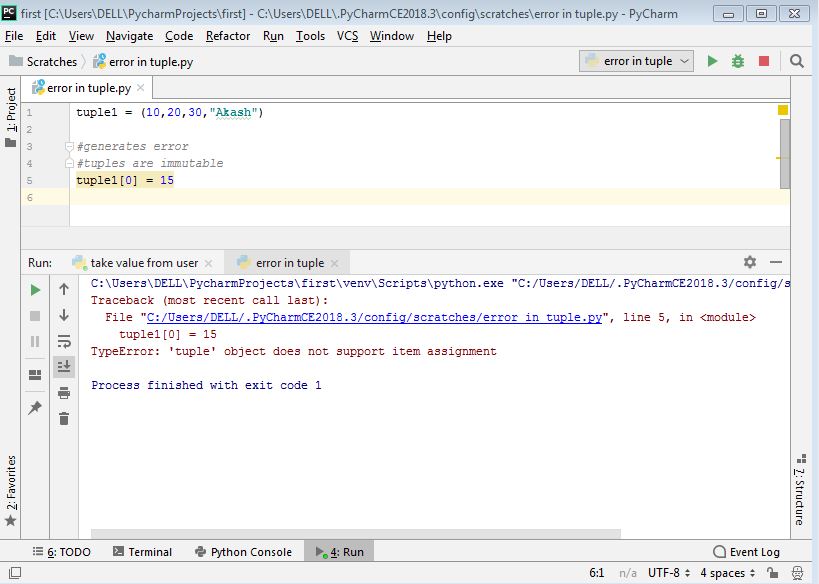 PC first [C:\Users\DELL\PycharmProjects\first] - C:\Users\DELL\.PyCharmCE2018.3\config\scratches\error in tuple.py - PyCharm
File Edit View Navigate Code Refactor Run Tools VCS Window Help
Scratches error in tuple.py error in tuple
1: Project
error in tuple.py
1 tuple1 = (10,20,30,"Akash")
2
3 #generates error
4 #tuples are immutable
5 tuple1[0] = 15
6
Run: take value from user error in tuple
C:\Users\DELL\PycharmProjects\first\venv\Scripts\python.exe "C:/Users/DELL/.PyCharmCE2018.3/config/s
Traceback (most recent call last):
File "C:/Users/DELL/.PyCharmCE2018.3/config/scratches/error in tuple.py", line 5, in <module>
tuple1[0] = 15
TypeError: 'tuple' object does not support item assignment
Process finished with exit code 1
2: Favorites
7: Structure
6: TODO Terminal Python Console 4: Run Event Log
6:1 n/a UTF-8 4 spaces